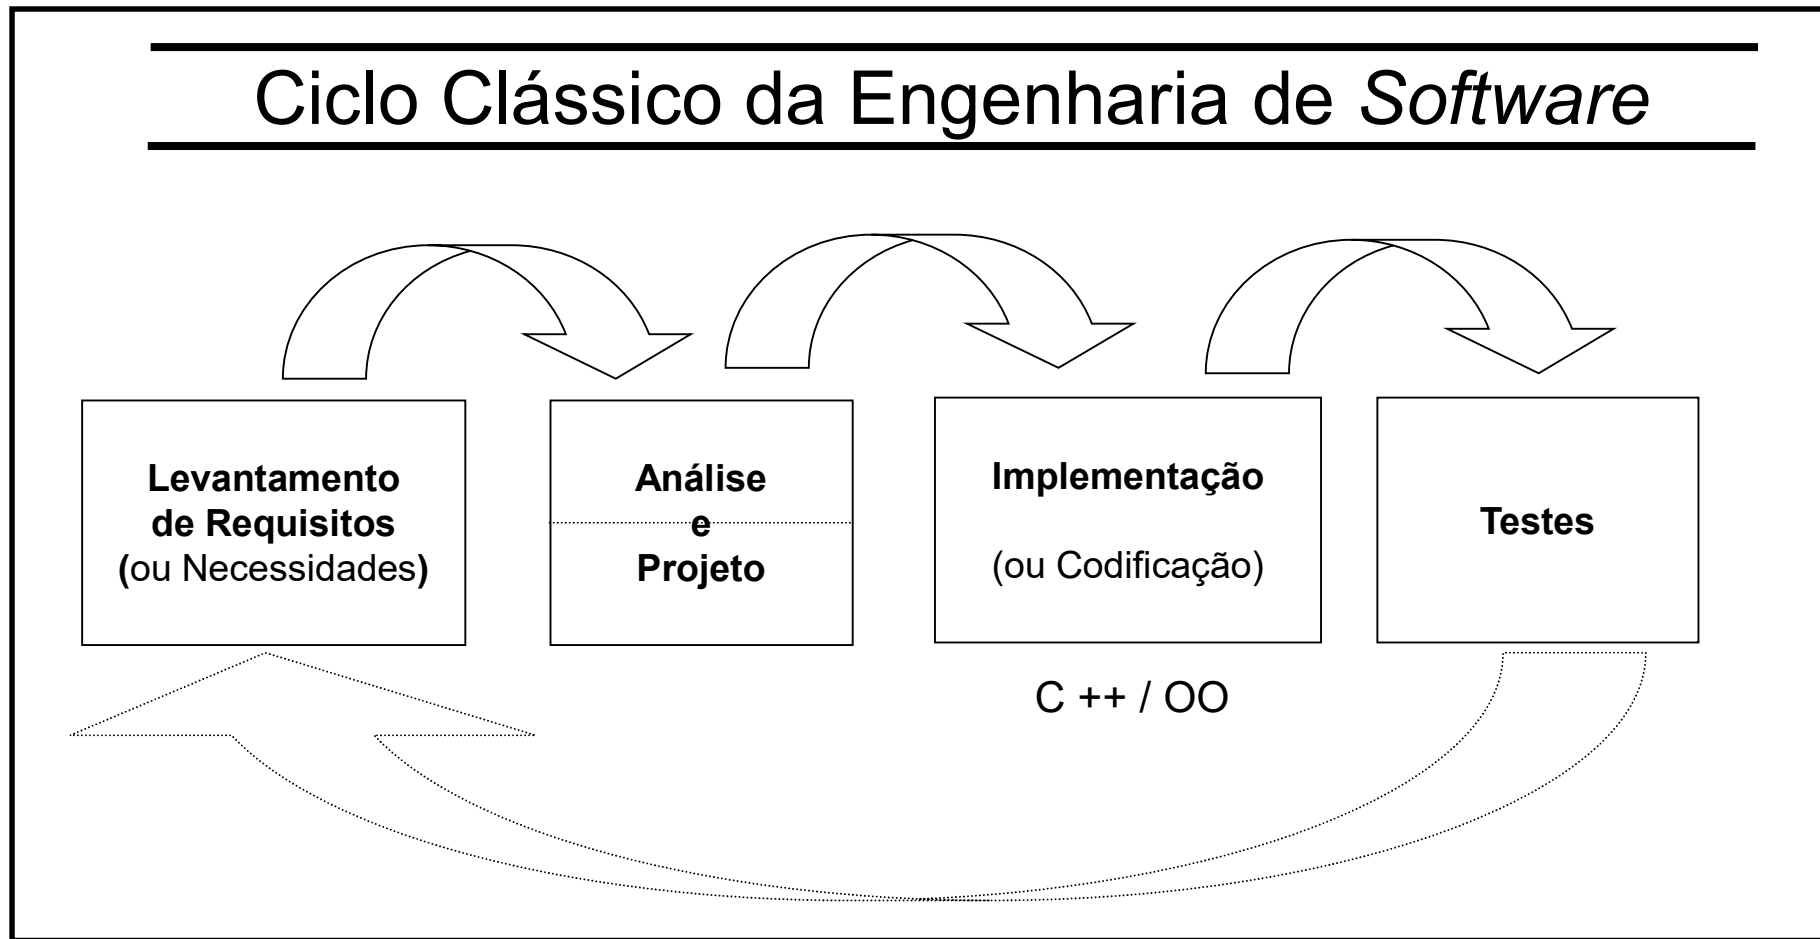 Ciclo Clássico da Engenharia de Software
Levantamento
de Requisitos
(ou Necessidades)
Análise
e
Projeto
Implementação
(ou Codificação)
Testes
C ++ / OO